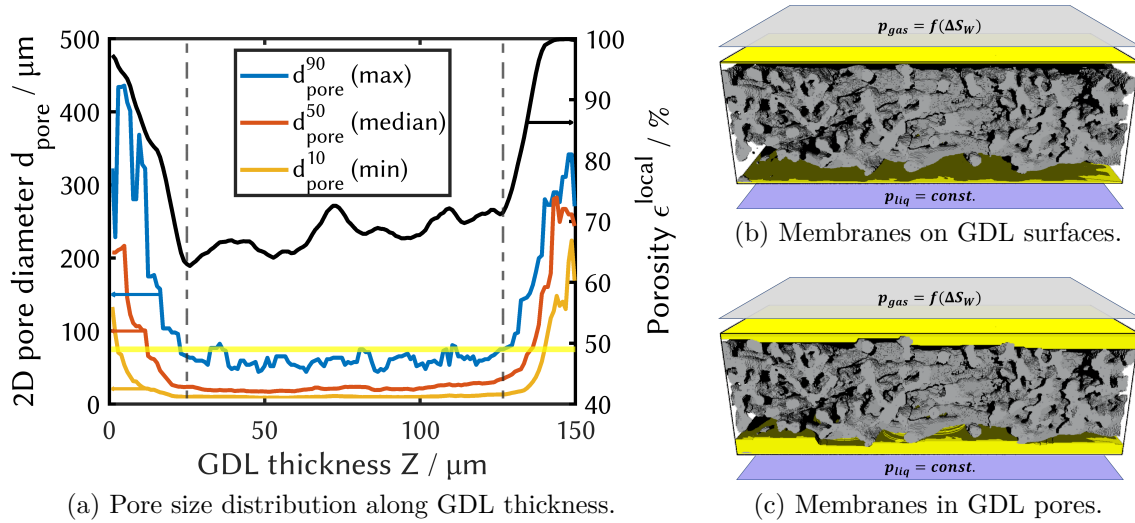 500
400
300
200
100
0
2D pore diameter d_pore / μm
d^90_pore (max)
d^50_pore (median)
d^10_pore (min)
100
90
80
70
60
50
40
Porosity ϵ^local / %
0 50 100 150
GDL thickness Z / μm
(a) Pore size distribution along GDL thickness.
p_gas = f(ΔS_W)
p_liq = const.
(b) Membranes on GDL surfaces.
p_gas = f(ΔS_W)
p_liq = const.
(c) Membranes in GDL pores.